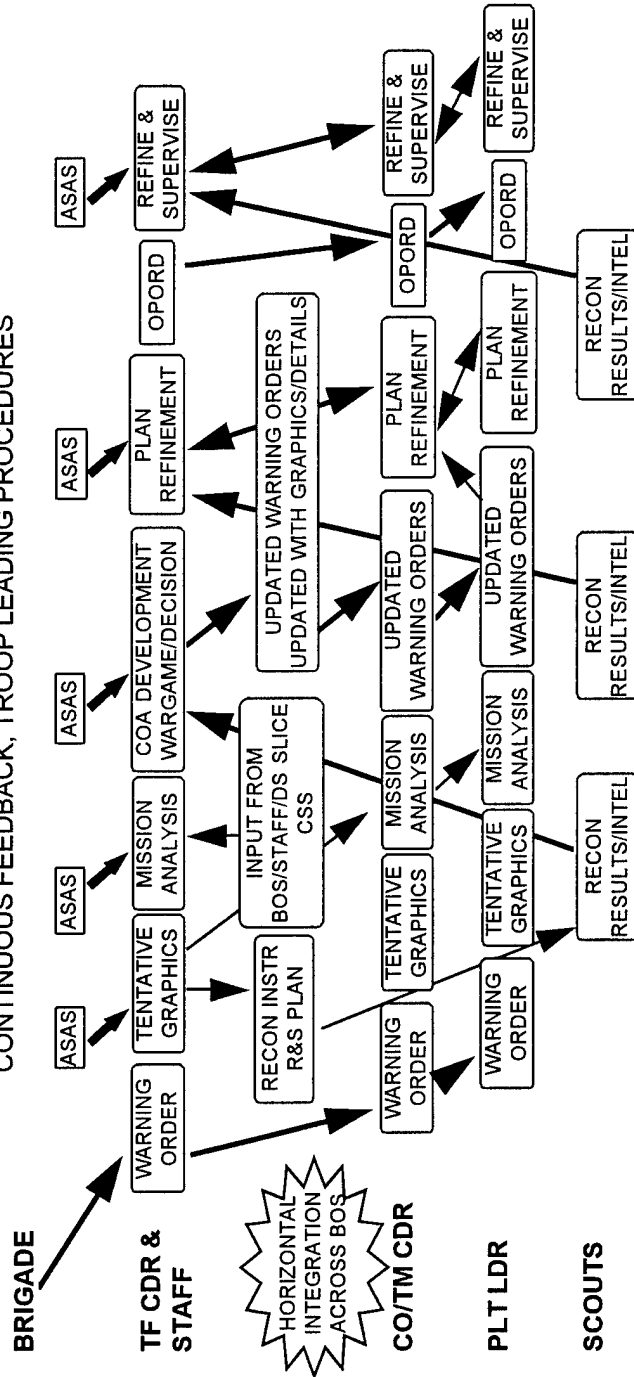 CONTINUOUS FEEDBACK, TROOP LEADING PROCEDURES
BRIGADE
ASAS
ASAS
ASAS
ASAS
ASAS
TF CDR &
STAFF
WARNING
ORDER
TENTATIVE
GRAPHICS
MISSION
ANALYSIS
COA DEVELOPMENT
WARGAME/DECISION
PLAN
REFINEMENT
OPORD
REFINE &
SUPERVISE
HORIZONTAL
INTEGRATION
ACROSS BOS
RECON INSTR
R&S PLAN
INPUT FROM
BOS/STAFF/DS SLICE
CSS
UPDATED WARNING ORDERS
UPDATED WITH GRAPHICS/DETAILS
CO/TM CDR
WARNING
ORDER
TENTATIVE
GRAPHICS
MISSION
ANALYSIS
UPDATED
WARNING ORDERS
PLAN
REFINEMENT
OPORD
REFINE &
SUPERVISE
PLT LDR
WARNING
ORDER
TENTATIVE
GRAPHICS
MISSION
ANALYSIS
UPDATED
WARNING ORDERS
PLAN
REFINEMENT
OPORD
REFINE &
SUPERVISE
SCOUTS
RECON
RESULTS/INTEL
RECON
RESULTS/INTEL
RECON
RESULTS/INTEL